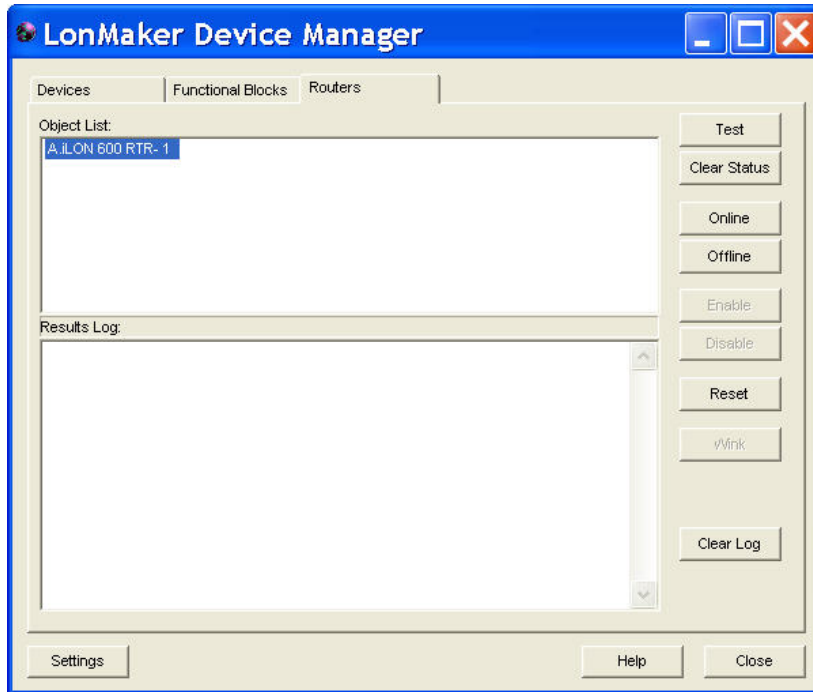 LonMaker Device Manager
Devices
Functional Blocks
Routers
Object List:
A.iLON 600 RTR- 1
Test
Clear Status
Online
Offline
Enable
Results Log:
Disable
Reset
Wink
Clear Log
Settings
Help
Close